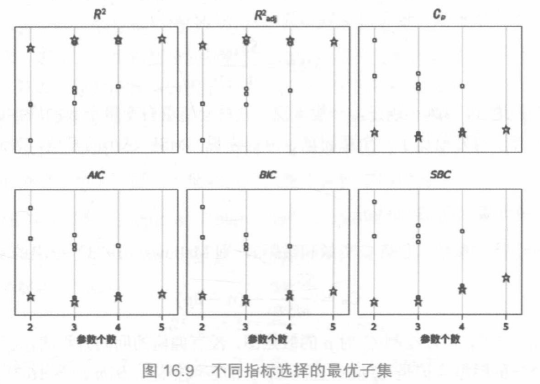 R²
R²adj
Cp
AIC
BIC
SBC
2 3 4 5
2 3 4 5
2 3 4 5
参数个数
参数个数
参数个数
图 16.9 不同指标选择的最优子集